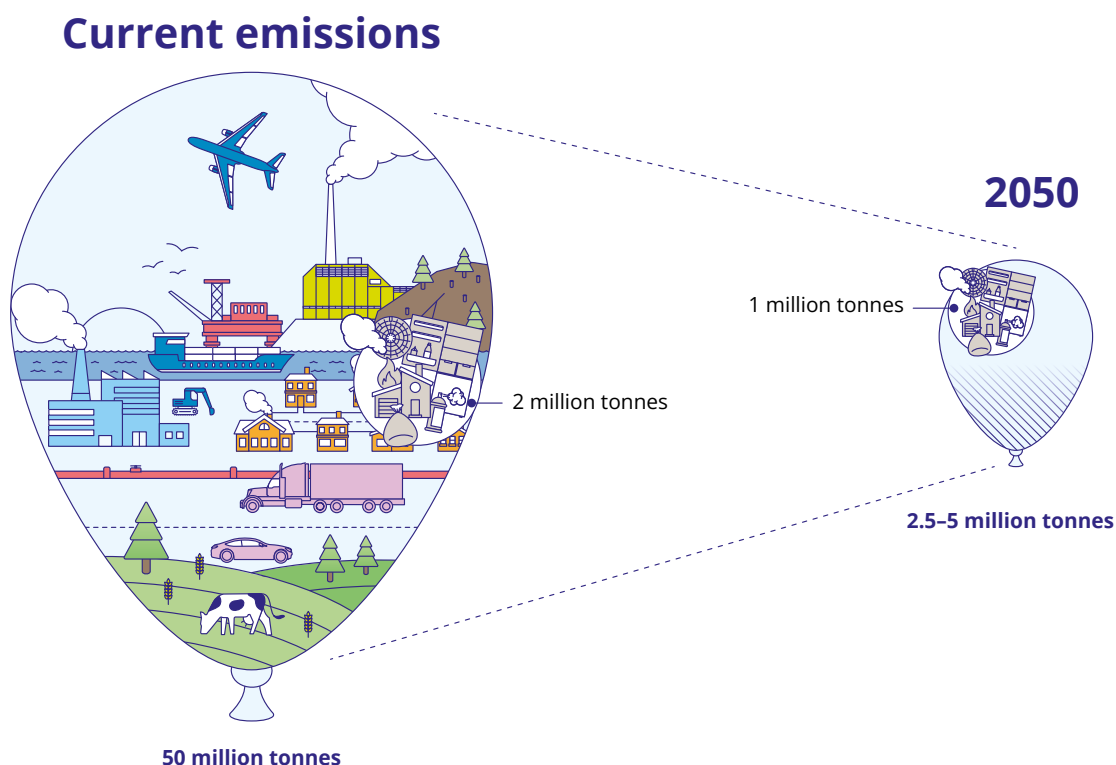 Current emissions
2050
1 million tonnes
2 million tonnes
2.5–5 million tonnes
50 million tonnes